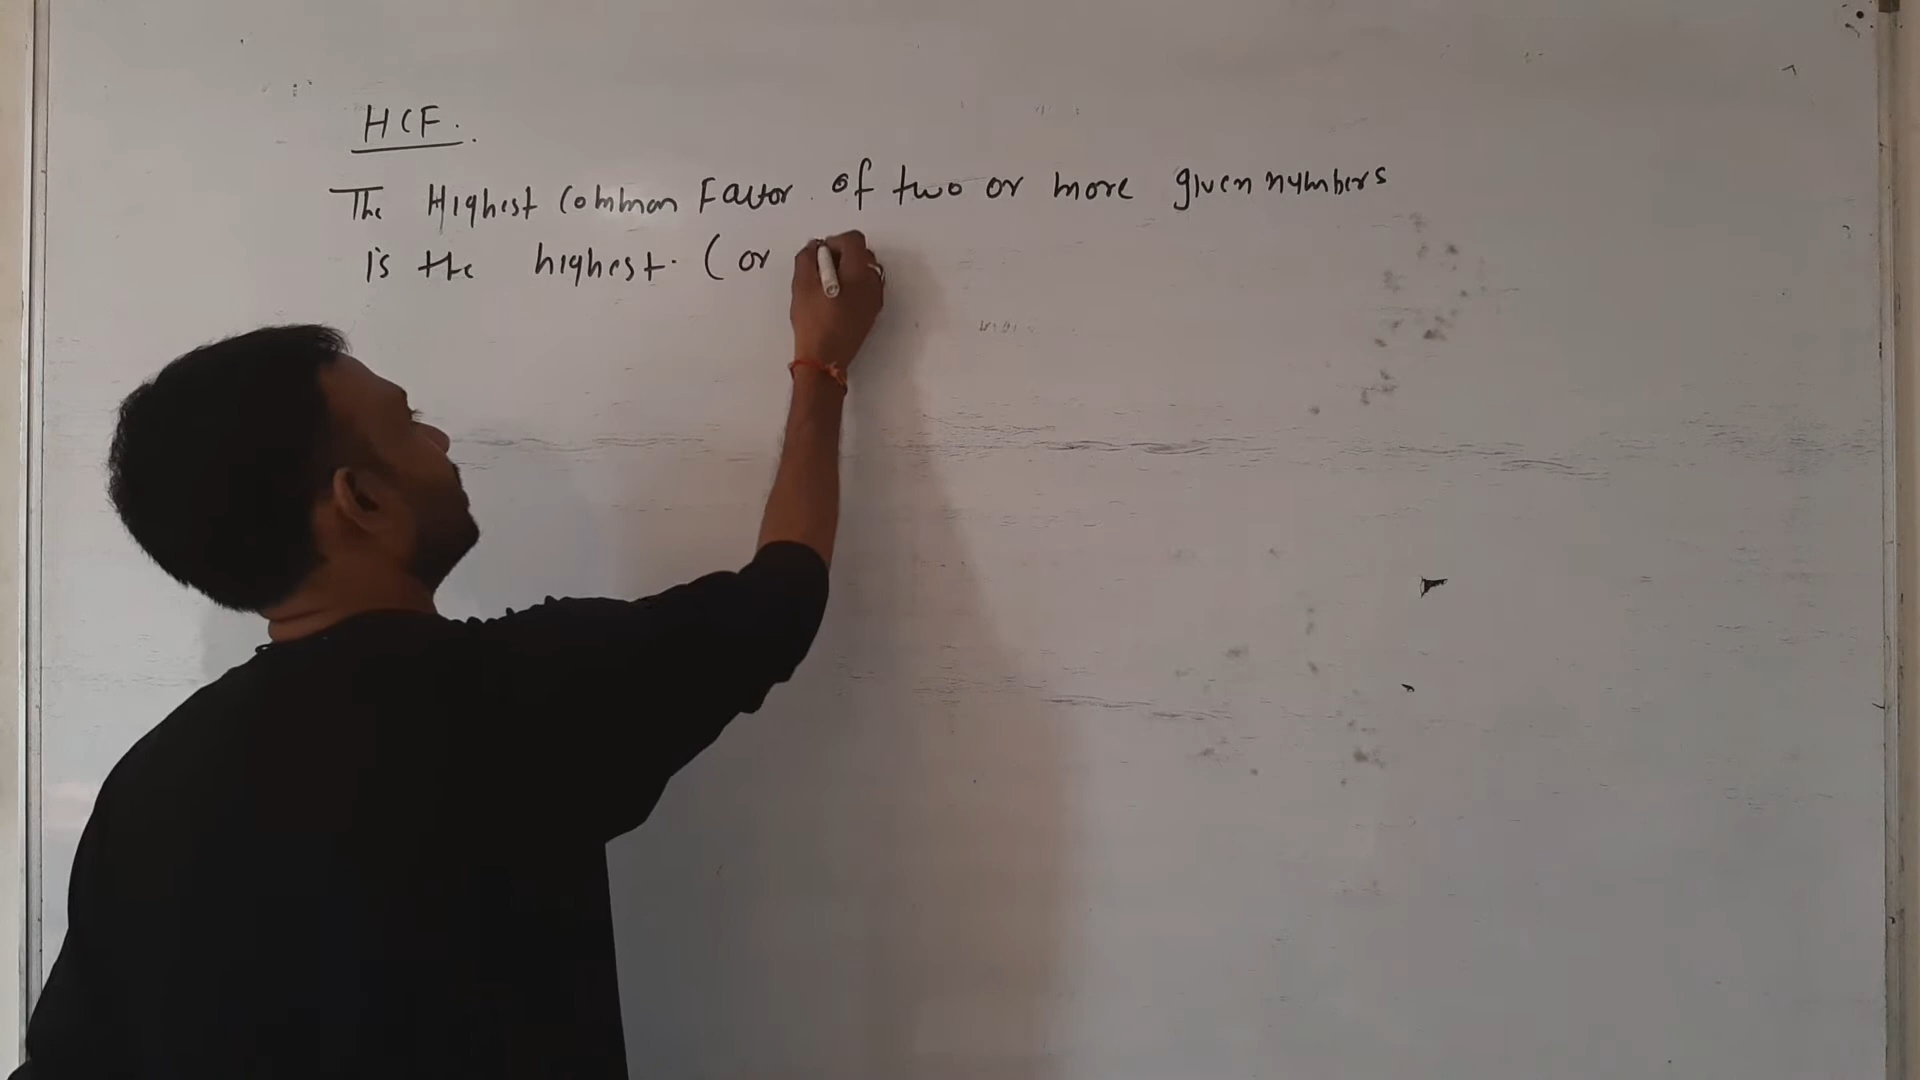 HCF.
The Highest Common Factor of two or more given numbers
is the highest. (or